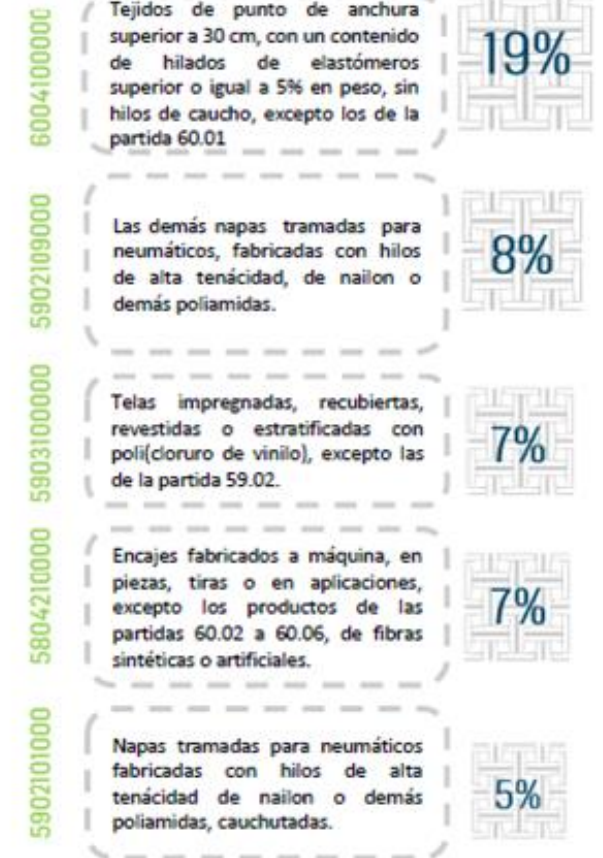 6004100000
Tejidos de punto de anchura
superior a 30 cm, con un contenido
de hilados de elastómeros
superior o igual a 5% en peso, sin
hilos de caucho, excepto los de la
partida 60.01
19%
5902109000
Las demás napas tramadas para
neumáticos, fabricadas con hilos
de alta tenácidad, de nailon o
demás poliamidas.
8%
5903100000
Telas impregnadas, recubiertas,
revestidas o estratificadas con
poli(cloruro de vinilo), excepto las
de la partida 59.02.
7%
5804210000
Encajes fabricados a máquina, en
piezas, tiras o en aplicaciones,
excepto los productos de las
partidas 60.02 a 60.06, de fibras
sintéticas o artificiales.
7%
5902101000
Napas tramadas para neumáticos
fabricadas con hilos de alta
tenácidad de nailon o demás
poliamidas, cauchutadas.
5%